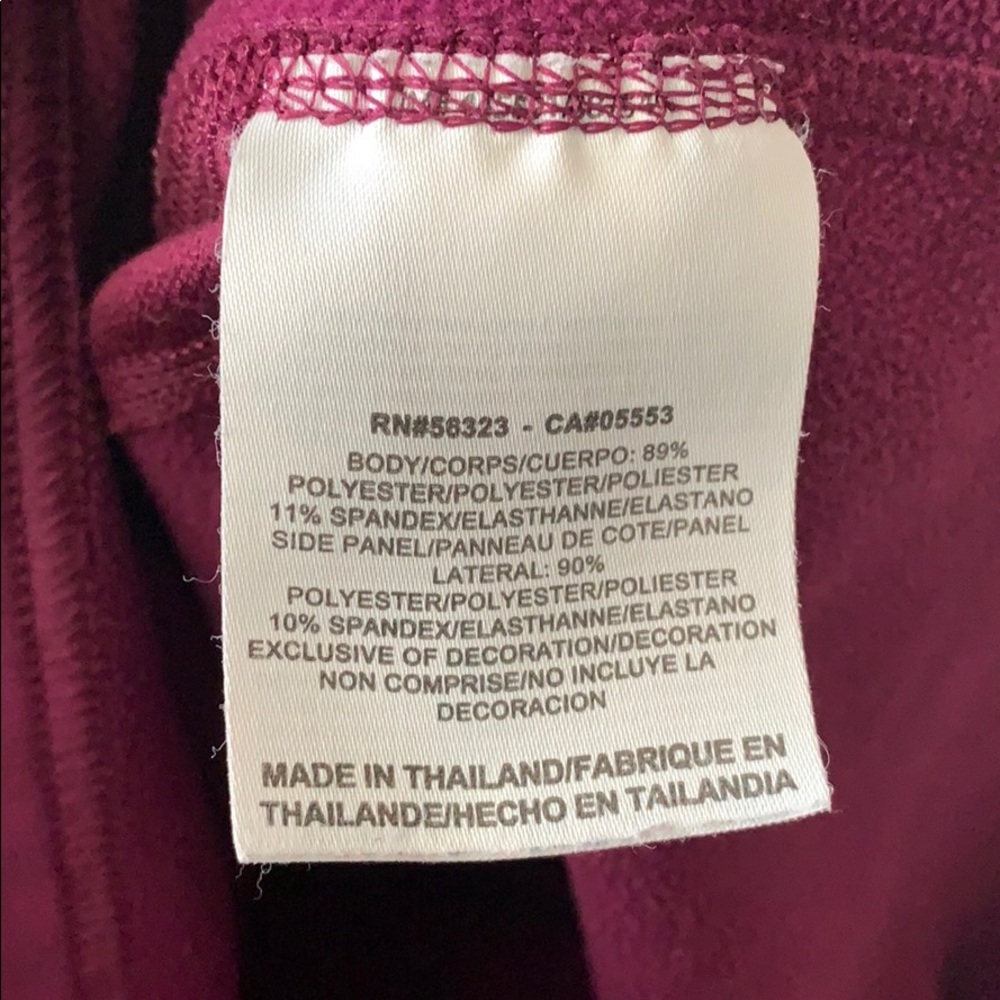 RN#56323 - CA#05553
BODY/CORPS/CUERPO: 89%
POLYESTER/POLYESTER/POLIESTER
11% SPANDEX/ELASTHANNE/ELASTANO
SIDE PANEL/PANNEAU DE COTE/PANEL
LATERAL: 90%
POLYESTER/POLYESTER/POLIESTER
10% SPANDEX/ELASTHANNE/ELASTANO
EXCLUSIVE OF DECORATION/DECORATION
NON COMPRISE/NO INCLUYE LA
DECORACION
MADE IN THAILAND/FABRIQUE EN
THAILANDE/HECHO EN TAILANDIA